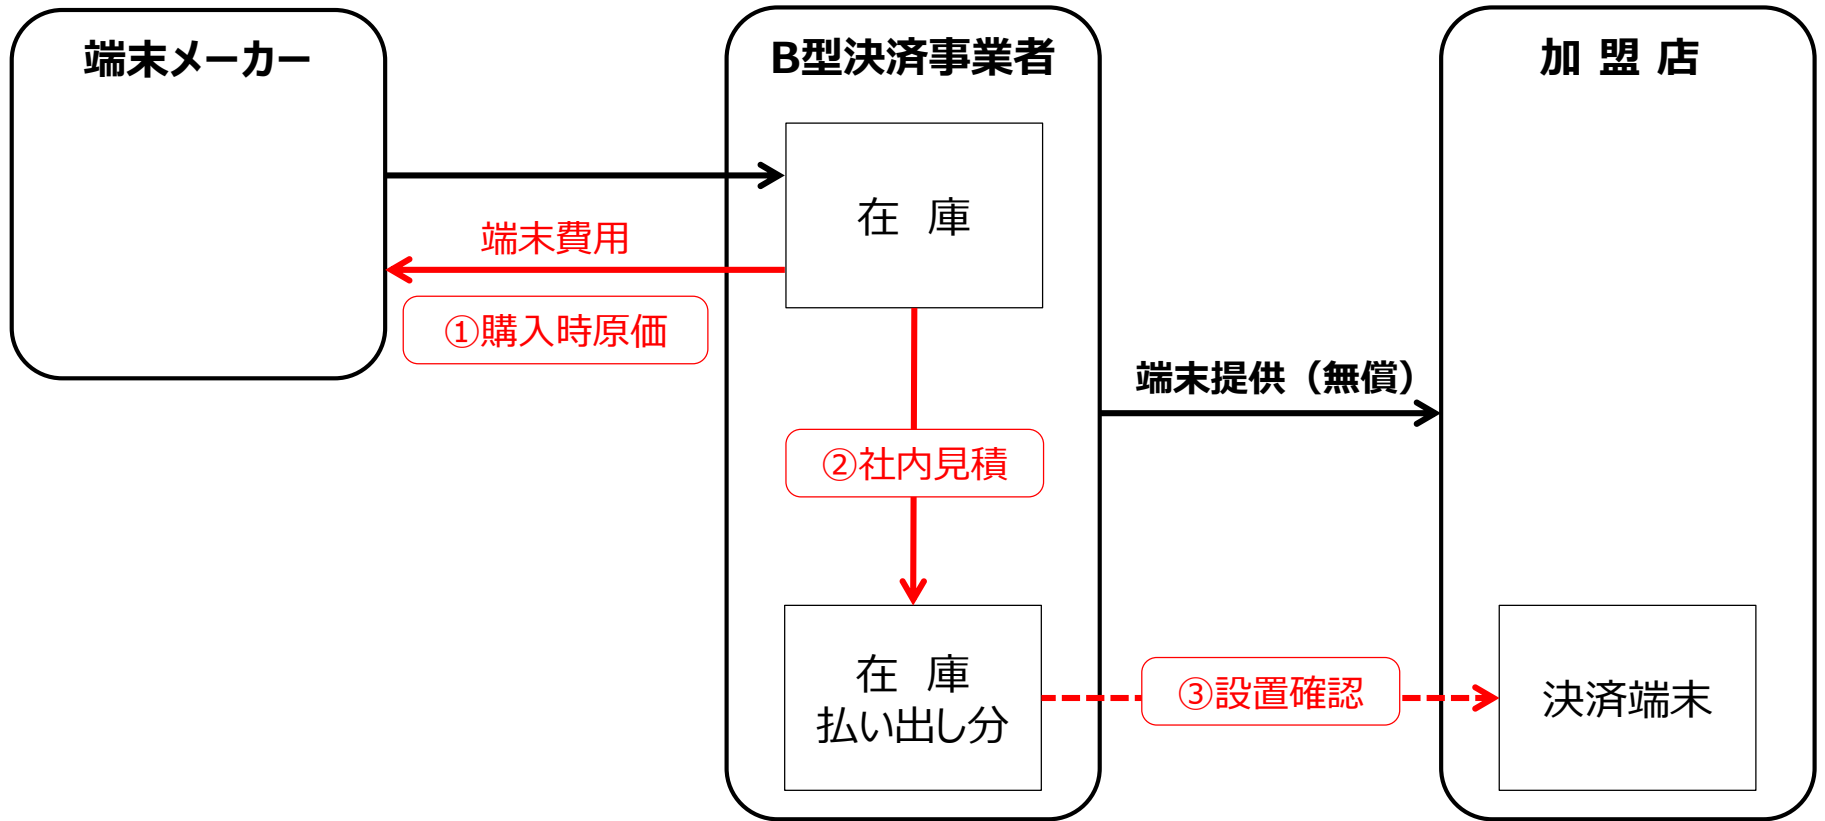 端末メーカー
B型決済事業者
加 盟 店
在 庫
端末費用
①購入時原価
端末提供（無償）
②社内見積
在 庫
払い出し分
③設置確認
決済端末